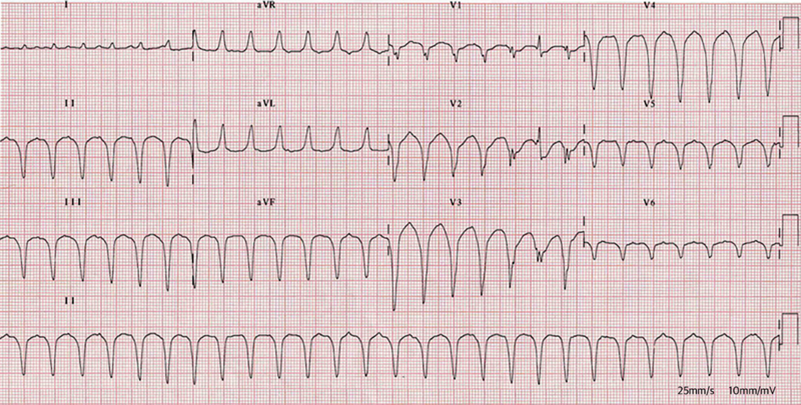 I aVR V1 V4
II aVL V2 V5
III aVF V3 V6
II
25mm/s 10mm/mV